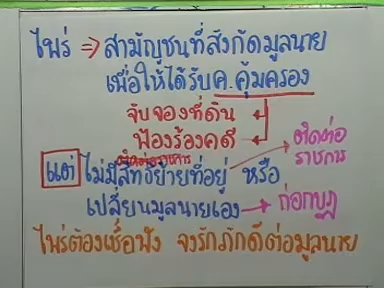 ไพร่ ⇒ สามัญชนที่สังกัดมูลนาย
เพื่อให้ได้รับค.คุ้มครอง
จับจองที่ดิน
ฟ้องร้องคดี
ติดต่อ
ราชการ
แต่ ไม่มีสิทธิย้ายที่อยู่ หรือ
เปลี่ยนมูลนายเอง → ก่อกบฏ
ไพร่ต้องเชื่อฟัง จงรักภักดีต่อมูลนาย